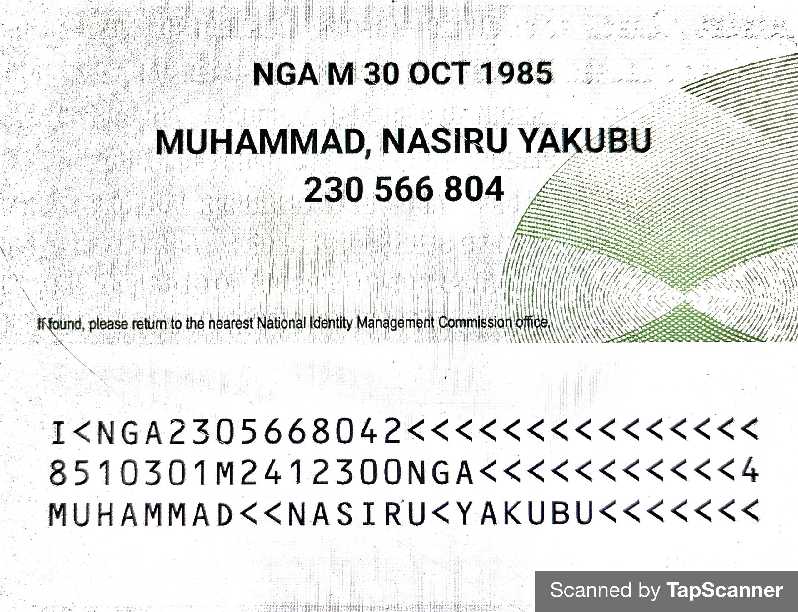 NGA M 30 OCT 1985
MUHAMMAD, NASIRU YAKUBU
230 566 804
If found, please return to the nearest National Identity Management Commission office.
I<NGA2305668042<<<<<<<<<<<<<<<
8510301M2412300NGA<<<<<<<<<<<4
MUHAMMAD<<NASIRU<YAKUBU<<<<<<<
Scanned by TapScanner